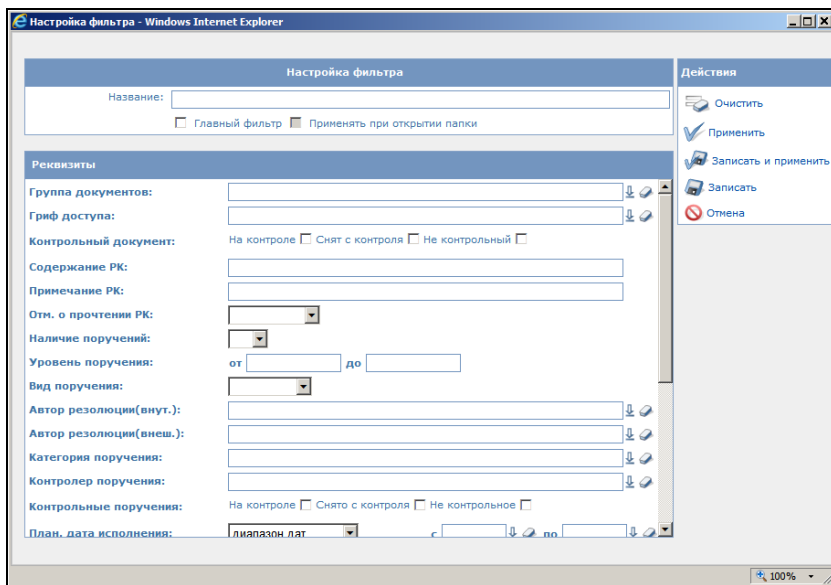 Настройка фильтра - Windows Internet Explorer
Настройка фильтра
Название:
Главный фильтр Применять при открытии папки
Реквизиты
Группа документов:
Гриф доступа:
Контрольный документ: На контроле Снят с контроля Не контрольный
Содержание РК:
Примечание РК:
Отм. о прочтении РК:
Наличие поручений:
Уровень поручения: от до
Вид поручения:
Автор резолюции(внут.):
Автор резолюции(внеш.):
Категория поручения:
Контролер поручения:
Контрольные поручения: На контроле Снято с контроля Не контрольное
План. дата исполнения: диапазон дат с по
Действия
Очистить
Применить
Записать и применить
Записать
Отмена
100%